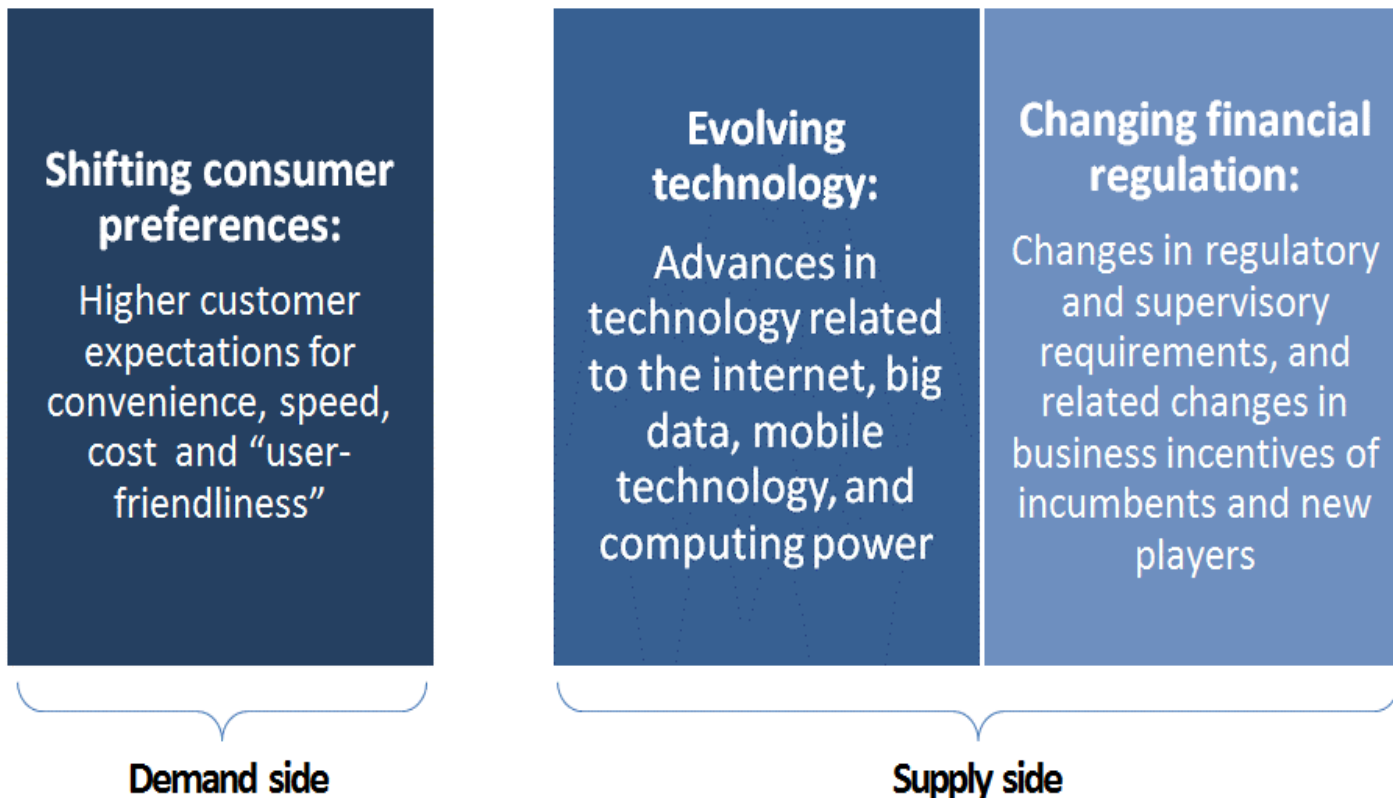 Shifting consumer
preferences:
Higher customer
expectations for
convenience, speed,
cost and “user-
friendliness”
Evolving
technology:
Advances in
technology related
to the internet, big
data, mobile
technology, and
computing power
Changing financial
regulation:
Changes in regulatory
and supervisory
requirements, and
related changes in
business incentives of
incumbents and new
players
Demand side
Supply side